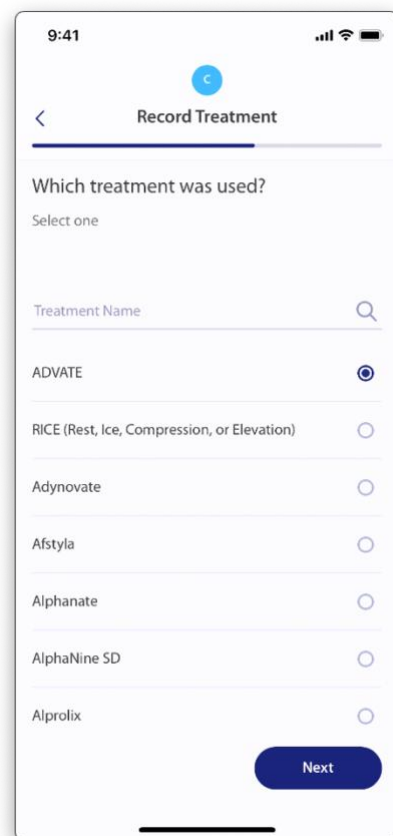 9:41
C
Record Treatment
Which treatment was used?
Select one
Treatment Name
ADVATE
RICE (Rest, Ice, Compression, or Elevation)
Adynovate
Afstyla
Alphanate
AlphaNine SD
Alprolix
Next